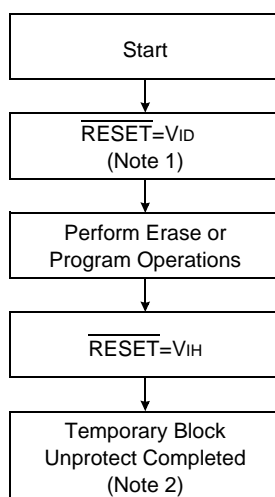 Start
RESET=VID
(Note 1)
Perform Erase or
Program Operations
RESET=VIH
Temporary Block
Unprotect Completed
(Note 2)